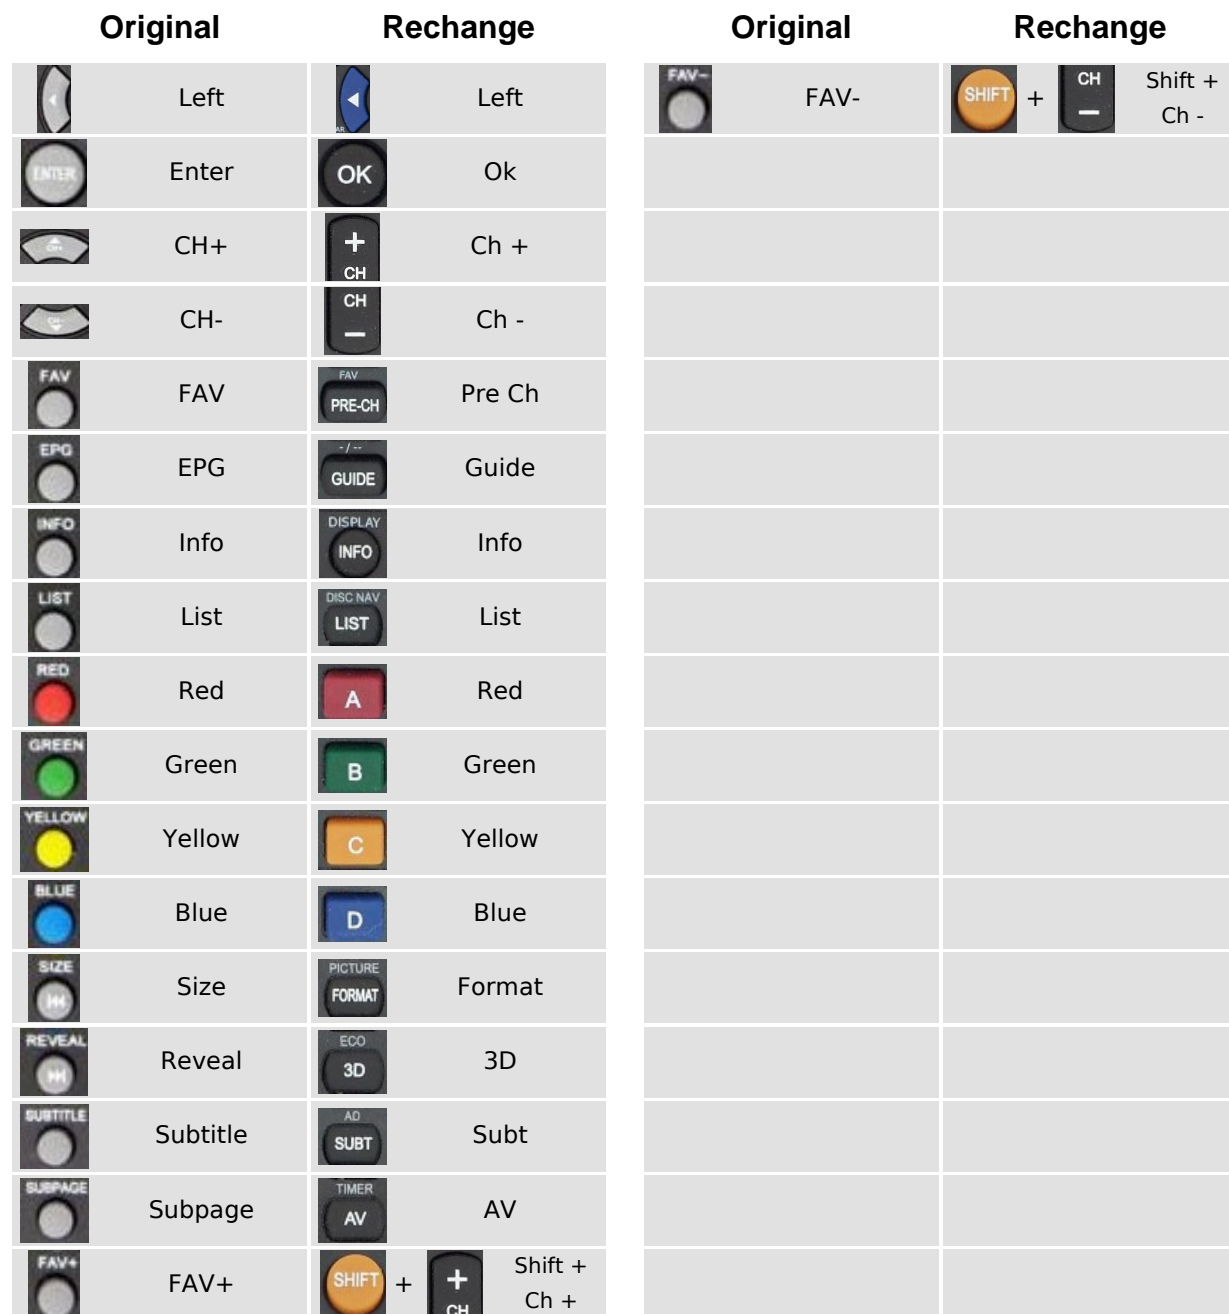 Original Rechange Original Rechange
Left Left
FAV- FAV- SHIFT + CH Shift +
Ch -
ENTER Enter OK Ok
CH+ CH+ + CH Ch +
CH- CH- CH Ch -
FAV FAV FAV PRE-CH Pre Ch
EPG EPG -/-- GUIDE Guide
INFO Info DISPLAY INFO Info
LIST List DISC NAV LIST List
RED Red A Red
GREEN Green B Green
YELLOW Yellow C Yellow
BLUE Blue D Blue
SIZE Size PICTURE FORMAT Format
REVEAL Reveal ECO 3D 3D
SUBTITLE Subtitle AD SUBT Subt
SUBPAGE Subpage TIMER AV AV
FAV+ FAV+ SHIFT + + CH Shift +
Ch +